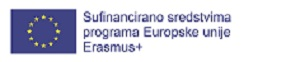 Sufinancirano sredstvima
programa Europske unije
Erasmus+